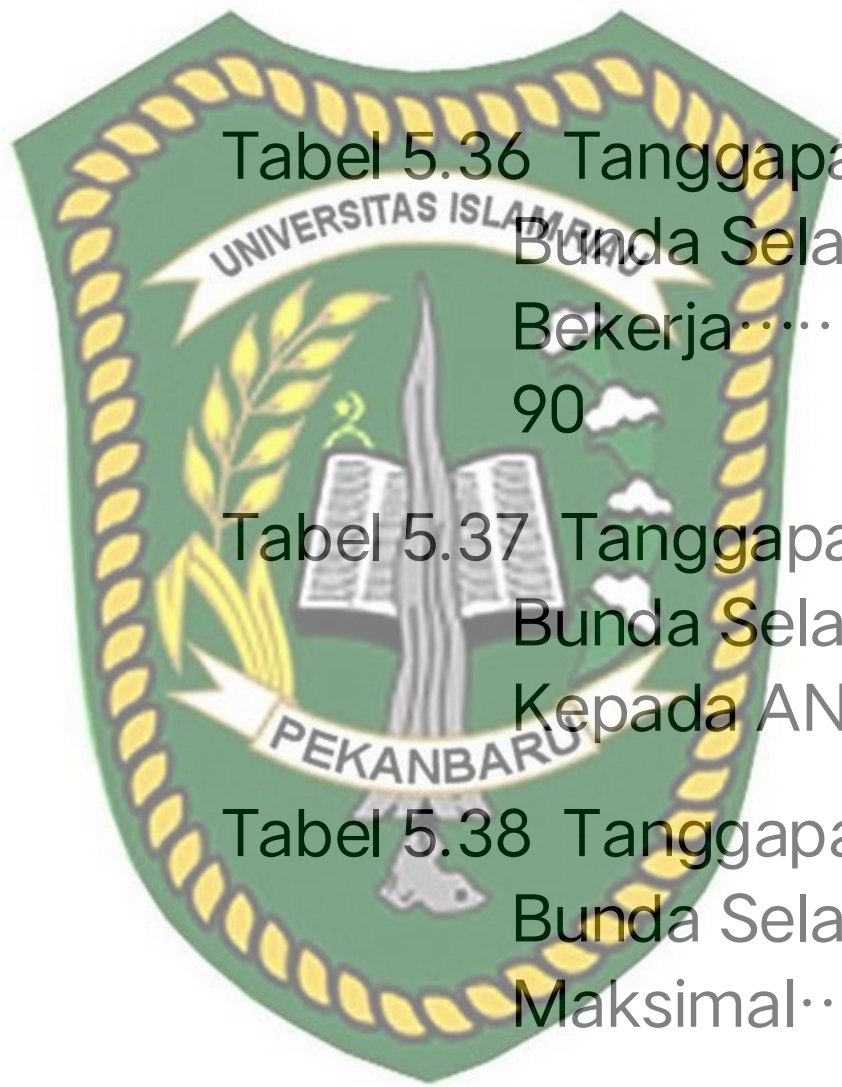 Tabel 5.36 Tanggapa
UNIVERSITAS ISLAM RIAU
Bunda Sela
Bekerja·····
90
Tabel 5.37 Tanggapa
Bunda Sela
Kepada AN
PEKANBARU
Tabel 5.38 Tanggapa
Bunda Sela
Maksimal··